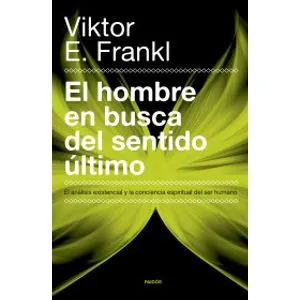 Viktor
E. Frankl
El hombre
en busca
del sentido
último
El análisis existencial y la conciencia espiritual del ser humano
PAIDÓS